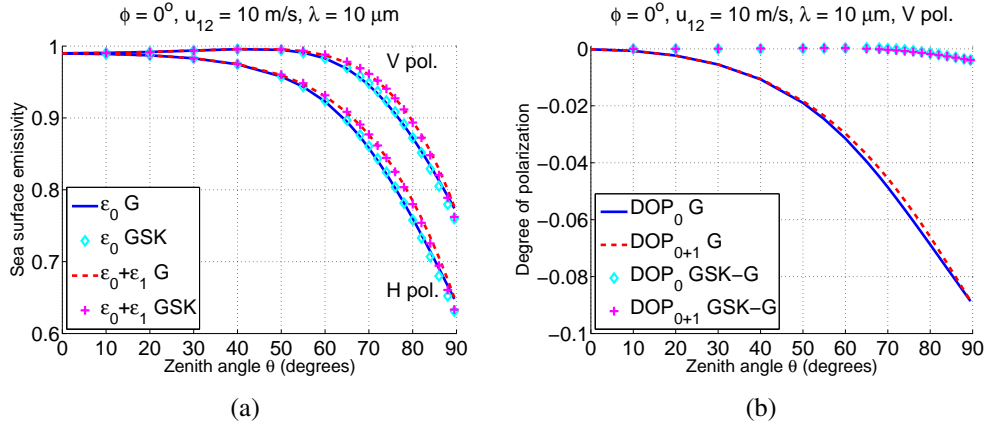 ϕ = 0°, u₁₂ = 10 m/s, λ = 10 μm
Sea surface emissivity
1
0.9
0.8
0.7
0.6
V pol.
H pol.
ε₀ G
ε₀ GSK
ε₀+ε₁ G
ε₀+ε₁ GSK
0 10 20 30 40 50 60 70 80 90
Zenith angle θ (degrees)
(a)
ϕ = 0°, u₁₂ = 10 m/s, λ = 10 μm, V pol.
Degree of polarization
0
−0.02
−0.04
−0.06
−0.08
−0.1
DOP₀ G
DOP₀₊₁ G
DOP₀ GSK−G
DOP₀₊₁ GSK−G
0 10 20 30 40 50 60 70 80 90
Zenith angle θ (degrees)
(b)